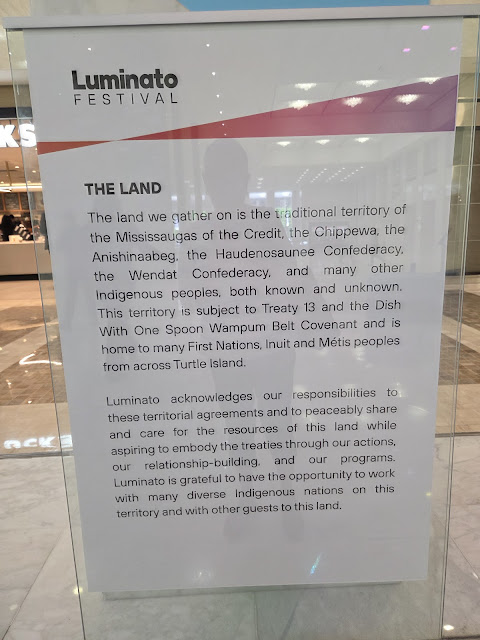 Luminato
FESTIVAL
KS
THE LAND
The land we gather on is the traditional territory of
the Mississaugas of the Credit, the Chippewa, the
Anishinaabeg, the Haudenosaunee Confederacy,
the Wendat Confederacy, and many other
Indigenous peoples, both known and unknown.
This territory is subject to Treaty 13 and the Dish
With One Spoon Wampum Belt Covenant and is
home to many First Nations, Inuit and Métis peoples
from across Turtle Island.
Luminato acknowledges our responsibilities to
these territorial agreements and to peaceably share
and care for the resources of this land while
aspiring to embody the treaties through our actions,
our relationship-building, and our programs.
Luminato is grateful to have the opportunity to work
with many diverse Indigenous nations on this
territory and with other guests to this land.